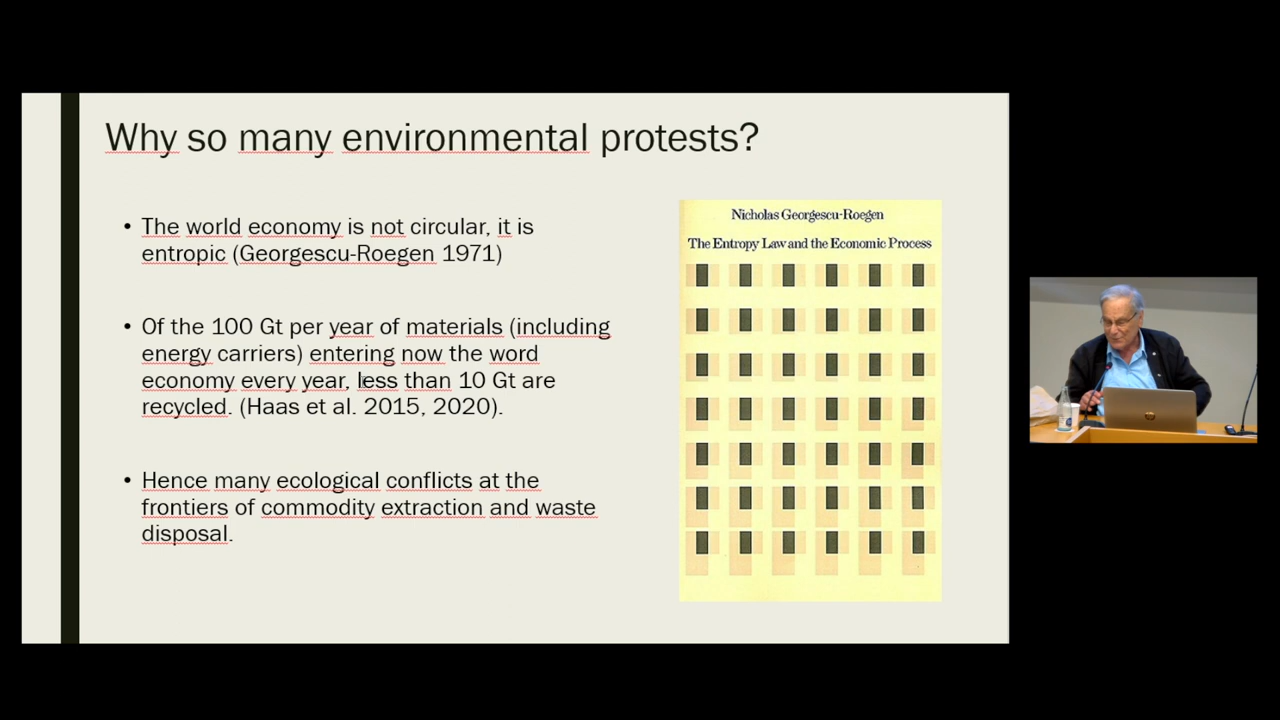 Why so many environmental protests?
• The world economy is not circular, it is
entropic (Georgescu-Roegen 1971)
• Of the 100 Gt per year of materials (including
energy carriers) entering now the word
economy every year, less than 10 Gt are
recycled. (Haas et al. 2015, 2020).
• Hence many ecological conflicts at the
frontiers of commodity extraction and waste
disposal.
Nicholas Georgescu-Roegen
The Entropy Law and the Economic Process